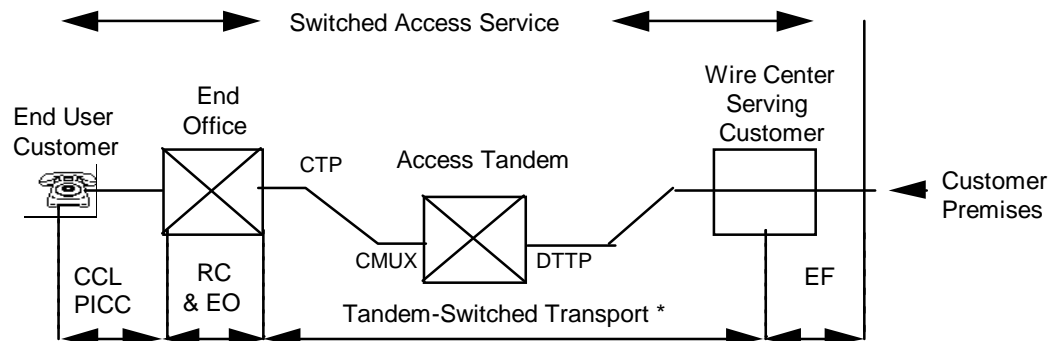 Switched Access Service
End User
Customer
End
Office
CTP
Access Tandem
Wire Center
Serving
Customer
Customer
Premises
CMUX
DTTP
CCL
PICC
RC
& EO
Tandem-Switched Transport *
EF